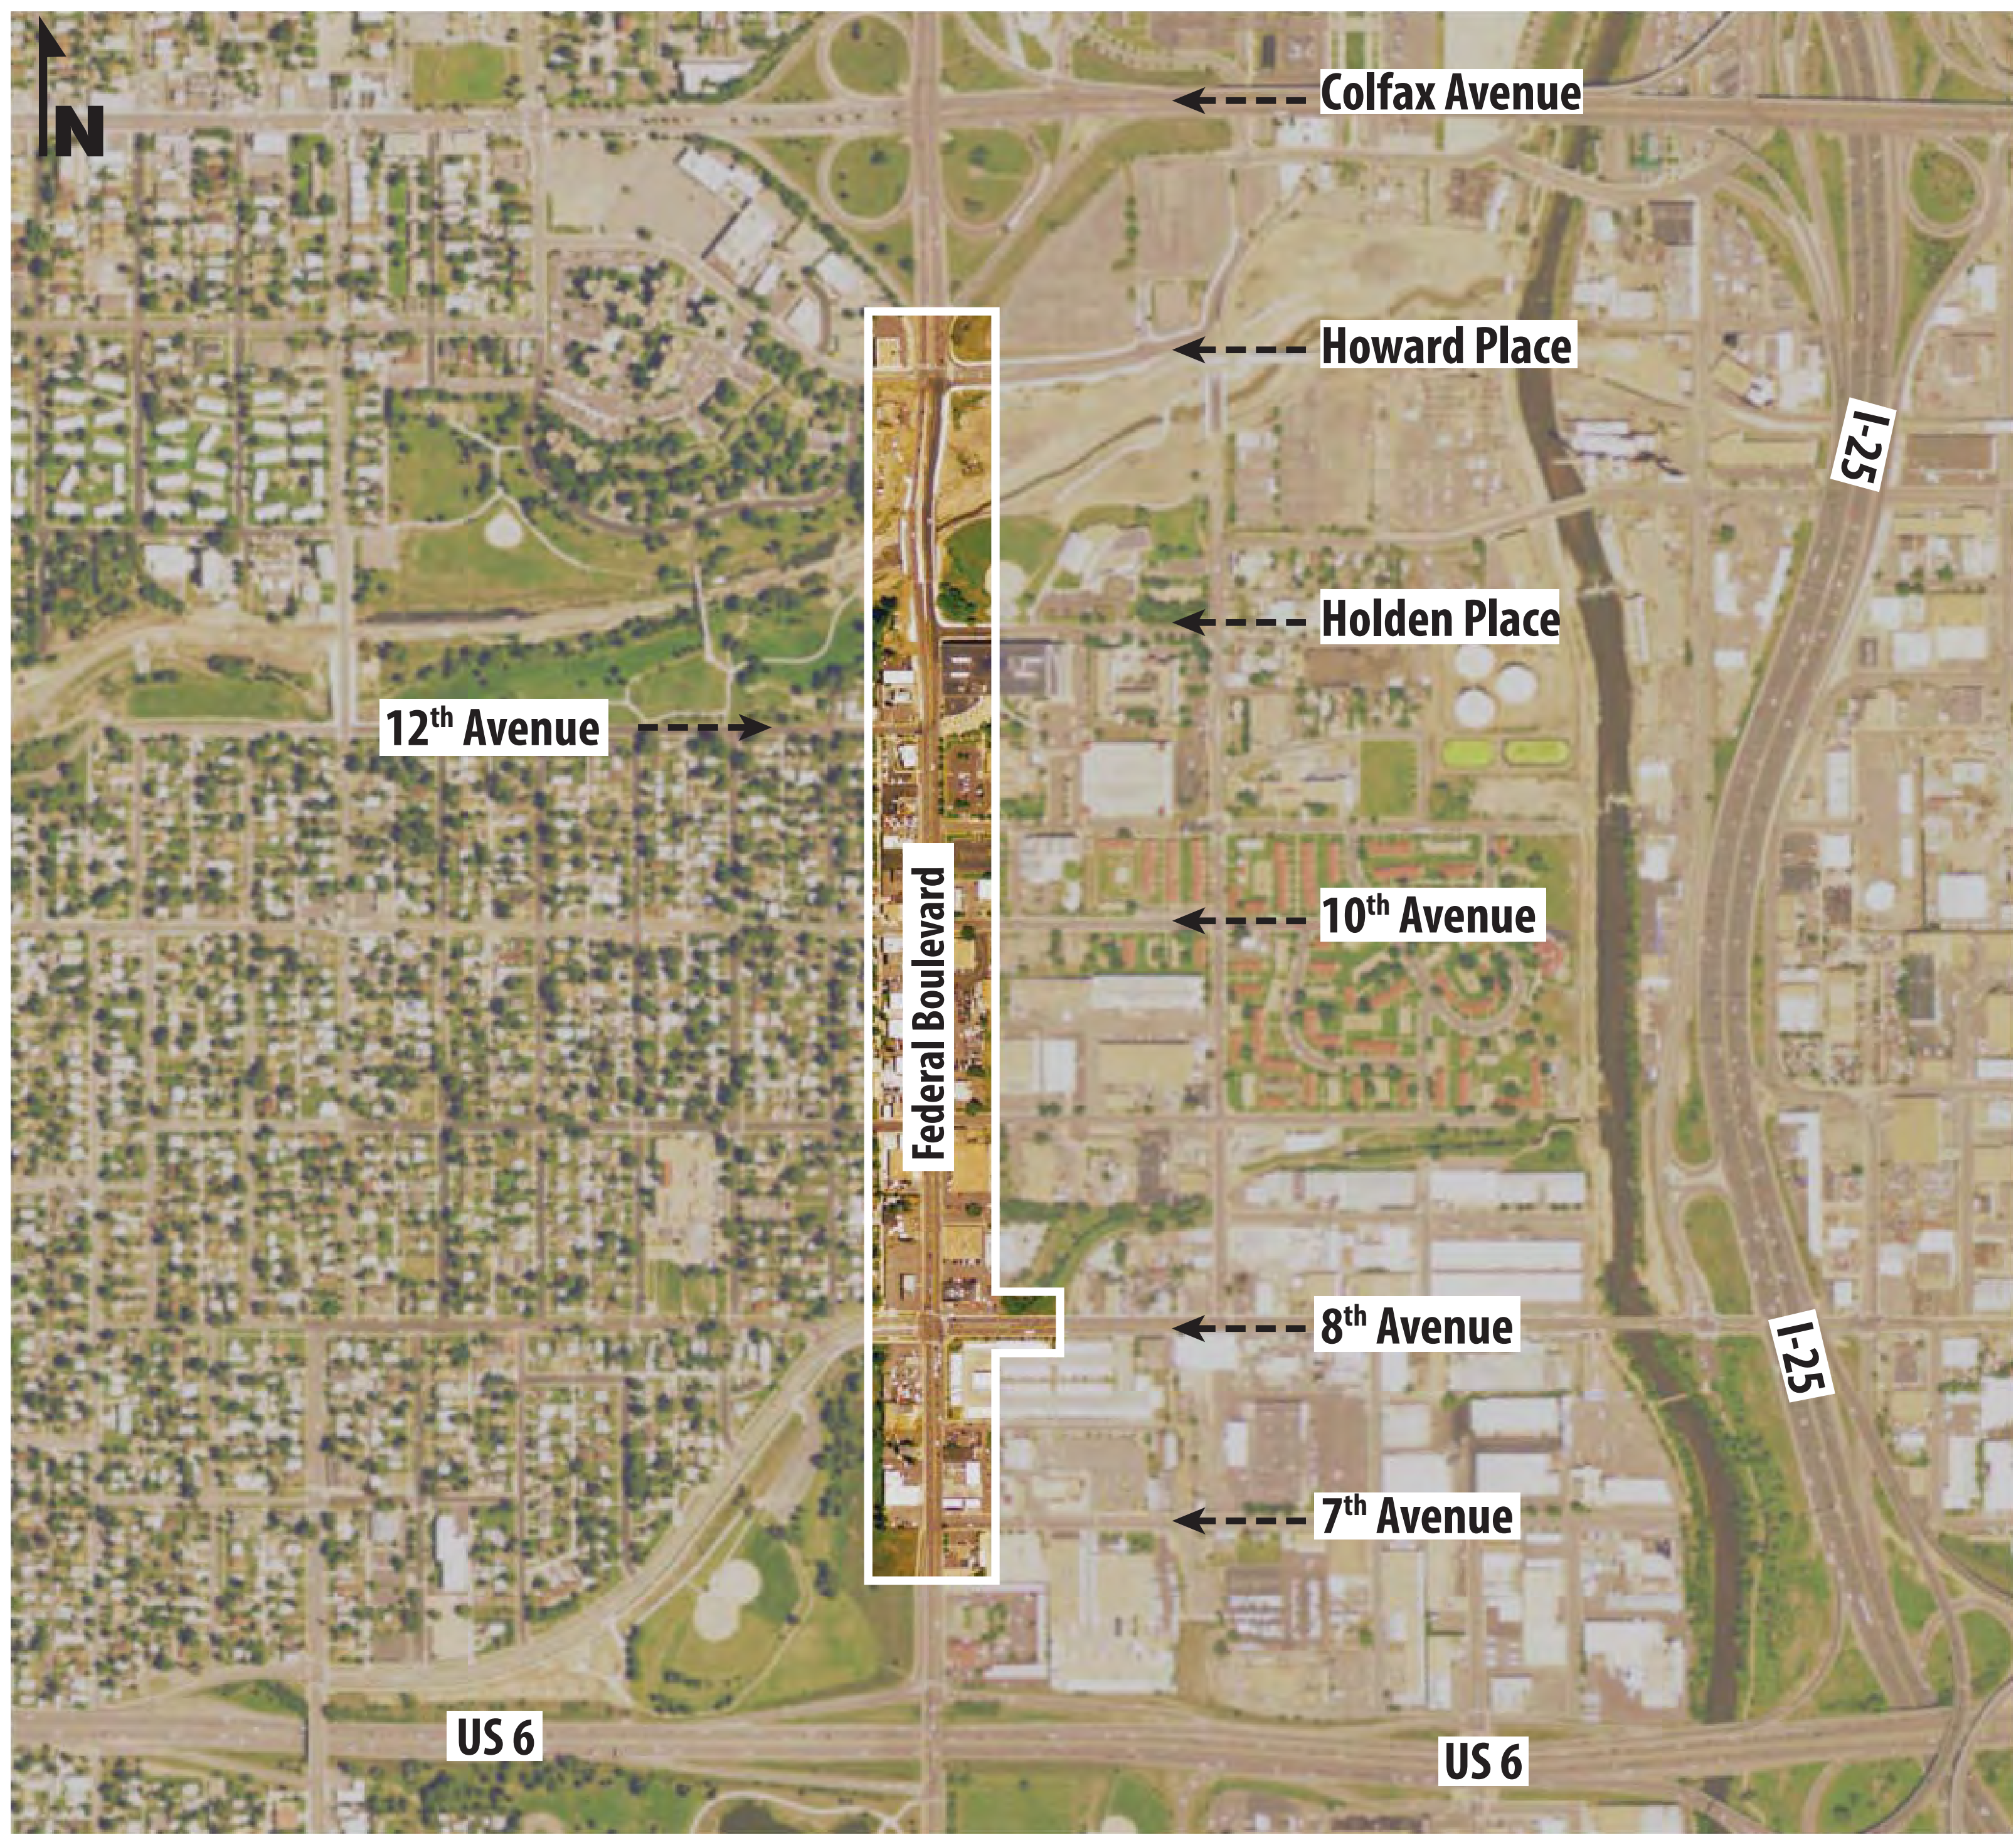 N
Colfax Avenue
Howard Place
I-25
Holden Place
12th Avenue
Federal Boulevard
10th Avenue
8th Avenue
I-25
7th Avenue
US 6
US 6